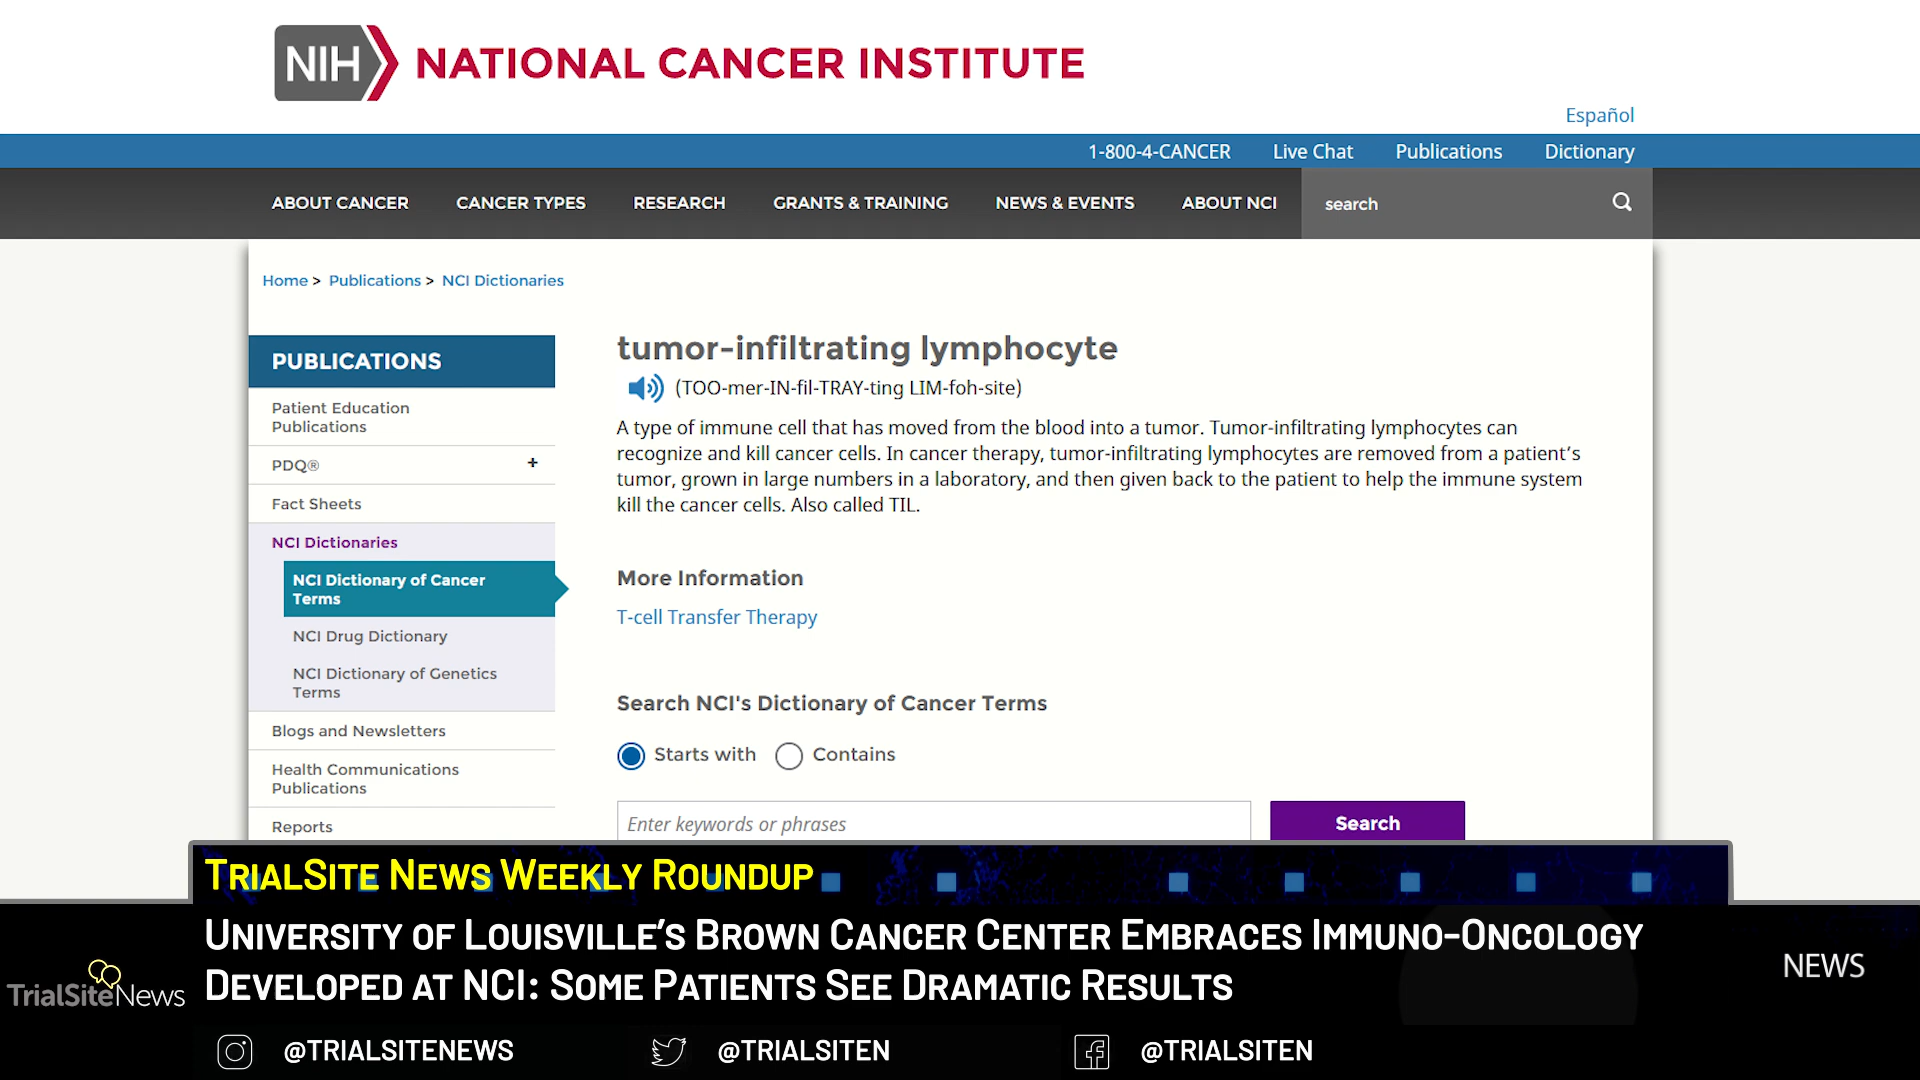 NIH NATIONAL CANCER INSTITUTE
Español
1-800-4-CANCER Live Chat Publications Dictionary
ABOUT CANCER CANCER TYPES RESEARCH GRANTS & TRAINING NEWS & EVENTS ABOUT NCI search
Home > Publications > NCI Dictionaries
PUBLICATIONS
Patient Education
Publications
PDQ® +
Fact Sheets
NCI Dictionaries
NCI Dictionary of Cancer
Terms
NCI Drug Dictionary
NCI Dictionary of Genetics
Terms
Blogs and Newsletters
Health Communications
Publications
Reports
tumor-infiltrating lymphocyte
(TOO-mer-IN-fil-TRAY-ting LIM-foh-site)
A type of immune cell that has moved from the blood into a tumor. Tumor-infiltrating lymphocytes can
recognize and kill cancer cells. In cancer therapy, tumor-infiltrating lymphocytes are removed from a patient's
tumor, grown in large numbers in a laboratory, and then given back to the patient to help the immune system
kill the cancer cells. Also called TIL.
More Information
T-cell Transfer Therapy
Search NCI's Dictionary of Cancer Terms
Starts with Contains
Enter keywords or phrases Search
TRIALSITE NEWS WEEKLY ROUNDUP
UNIVERSITY OF LOUISVILLE'S BROWN CANCER CENTER EMBRACES IMMUNO-ONCOLOGY
DEVELOPED AT NCI: SOME PATIENTS SEE DRAMATIC RESULTS
TrialSiteNews
NEWS
@TRIALSITENEWS @TRIALSITEN @TRIALSITEN